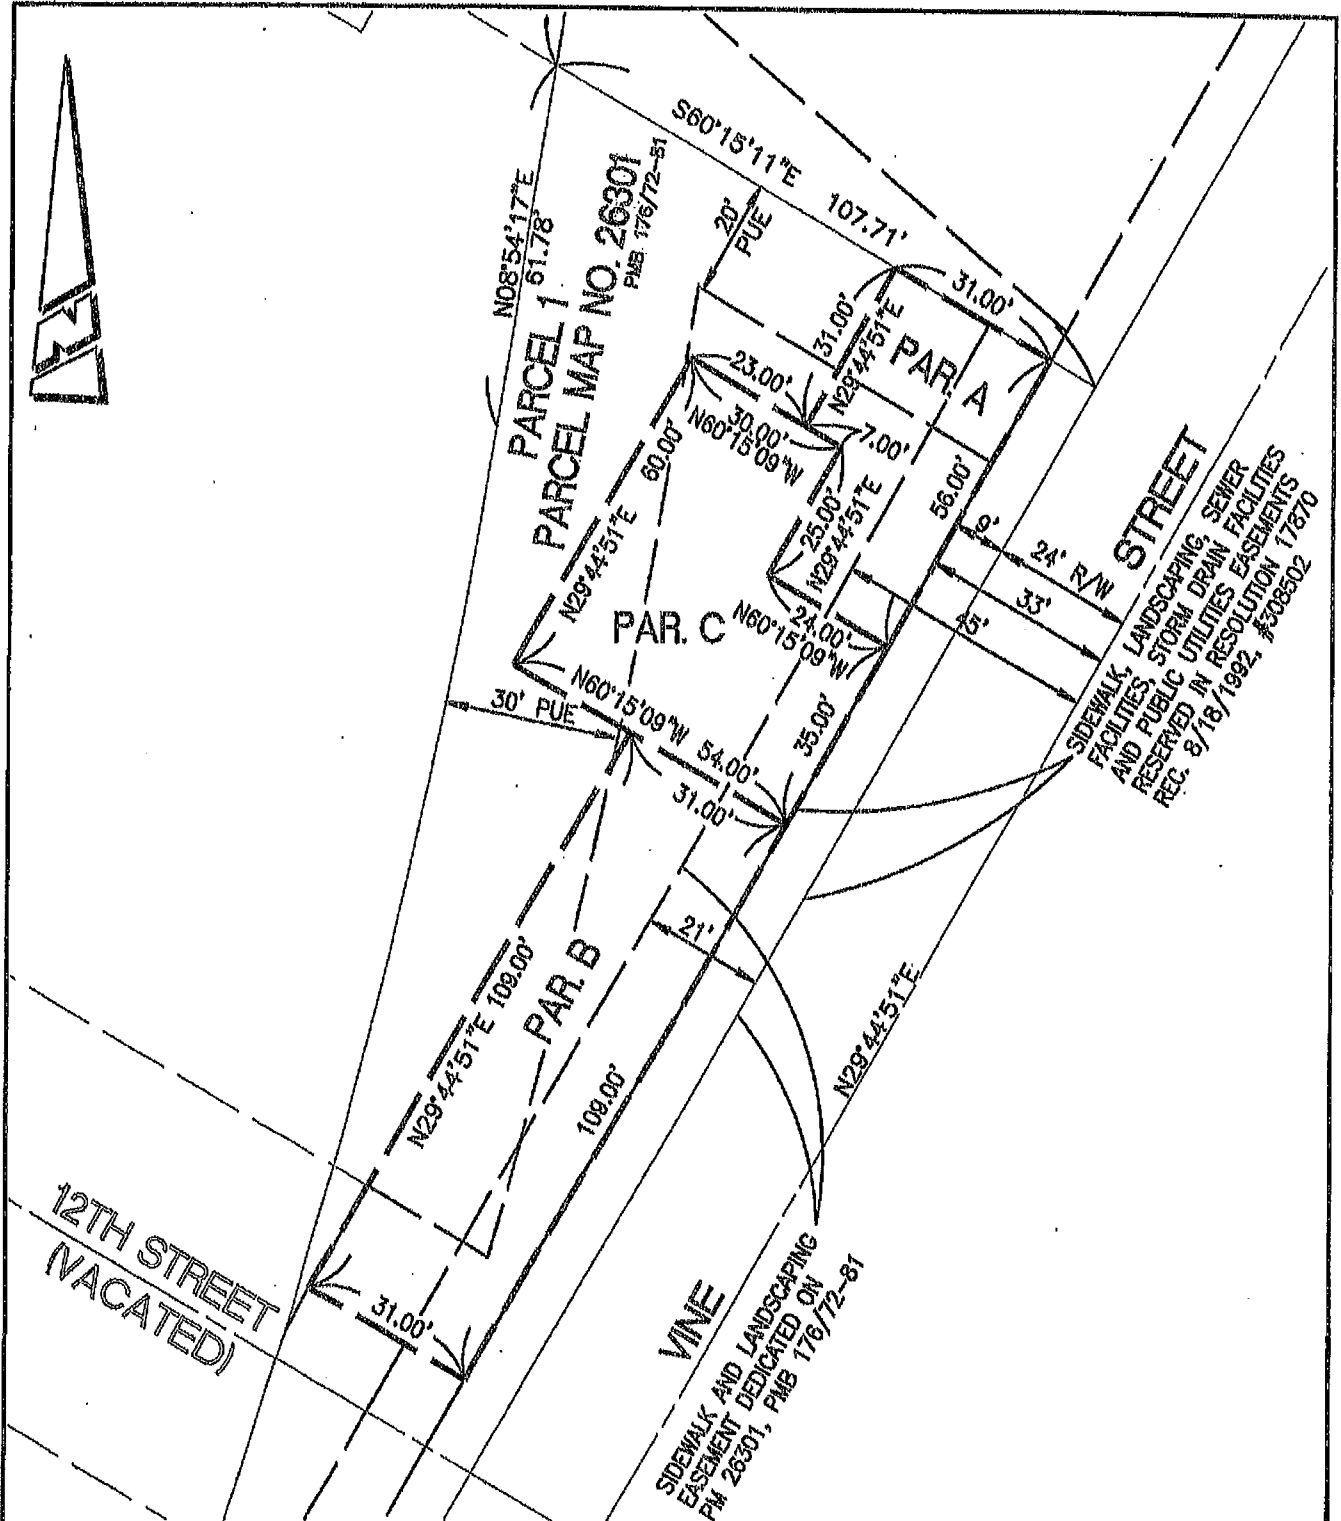 S60°15'11"E 107.71'
N08°54'17"E
61.78'
PARCEL 1
PARCEL MAP NO. 26301
PMB 176/72-81
20'
PUE
31.00'
31.00'
N29°44'51"E
PAR. A
23.00'
30.00'
N60°15'09"W
7.00'
60.00'
N29°44'51"E
25.00'
N29°44'51"E
56.00'
9'
24' R/W
33'
STREET
SIDEWALK, LANDSCAPING, SEWER
FACILITIES, STORM DRAIN FACILITIES
AND PUBLIC UTILITIES EASEMENTS
RESERVED IN RESOLUTION 17870
REC. 8/18/1992, #308502
PAR. C
24.00'
N60°15'09"W
N60°15'09"W 54.00'
30' PUE
35.00'
31.00'
21'
N29°44'51"E 109.00'
PAR. B
109.00'
N29°44'51"E
12TH STREET
(VACATED)
31.00'
VINE
SIDEWALK AND LANDSCAPING
EASEMENT DEDICATED ON
PM 26301, PMB 176/72-81